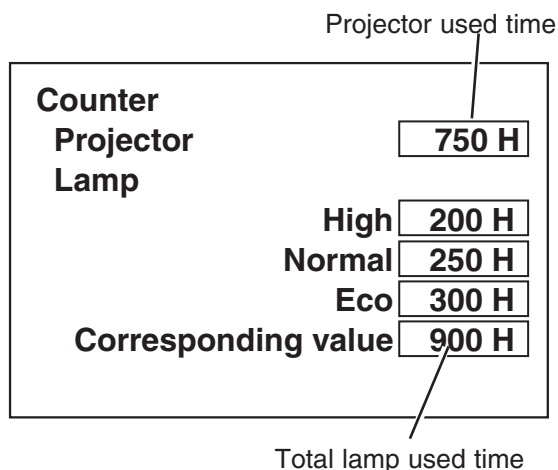 Projector used time
Counter
Projector 750 H
Lamp
High 200 H
Normal 250 H
Eco 300 H
Corresponding value 900 H
Total lamp used time